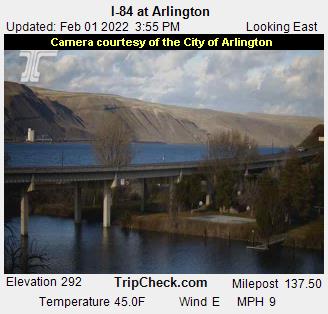 I-84 at Arlington
Updated: Feb 01 2022 3:55 PM Looking East
Camera courtesy of the City of Arlington
Elevation 292 TripCheck.com Milepost 137.50
Temperature 45.0F Wind E MPH 9